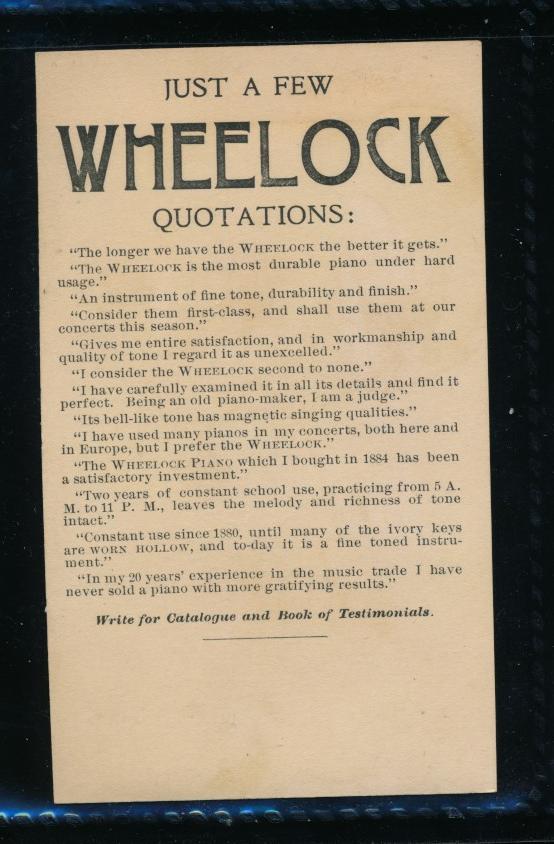 JUST A FEW
WHEELOCK
QUOTATIONS:
“The longer we have the WHEELOCK the better it gets.”
“The WHEELOCK is the most durable piano under hard
usage.”
“An instrument of fine tone, durability and finish.”
“Consider them first-class, and shall use them at our
concerts this season.”
“Gives me entire satisfaction, and in workmanship and
quality of tone I regard it as unexcelled.”
“I consider the WHEELOCK second to none.”
“I have carefully examined it in all its details and find it
perfect. Being an old piano-maker, I am a judge.”
“Its bell-like tone has magnetic singing qualities.”
“I have used many pianos in my concerts, both here and
in Europe, but I prefer the WHEELOCK.”
“The WHEELOCK PIANO which I bought in 1884 has been
a satisfactory investment.”
“Two years of constant school use, practicing from 5 A.
M. to 11 P. M., leaves the melody and richness of tone
intact.”
“Constant use since 1880, until many of the ivory keys
are WORN HOLLOW, and to-day it is a fine toned instru-
ment.”
“In my 20 years’ experience in the music trade I have
never sold a piano with more gratifying results.”
Write for Catalogue and Book of Testimonials.